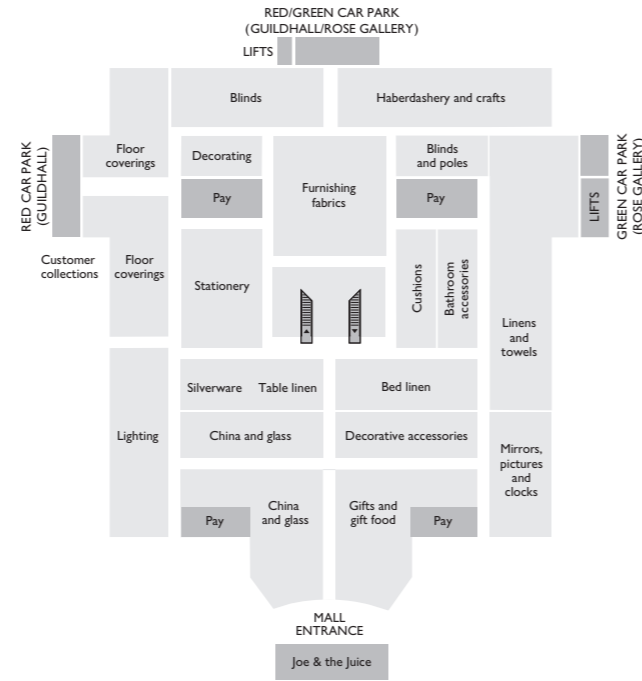 RED/GREEN CAR PARK
(GUILDHALL/ROSE GALLERY)
LIFTS
Blinds
Haberdashery and crafts
RED CAR PARK
(GUILDHALL)
Floor
coverings
Decorating
Furnishing
fabrics
Blinds
and poles
LIFTS
GREEN CAR PARK
(ROSE GALLERY)
Pay
Pay
Customer
collections
Floor
coverings
Stationery
Cushions
Bathroom
accessories
Linens
and
towels
Silverware
Table linen
Bed linen
Lighting
China and glass
Decorative accessories
Mirrors,
pictures
and
clocks
Pay
China
and glass
Gifts and
gift food
Pay
MALL
ENTRANCE
Joe & the Juice